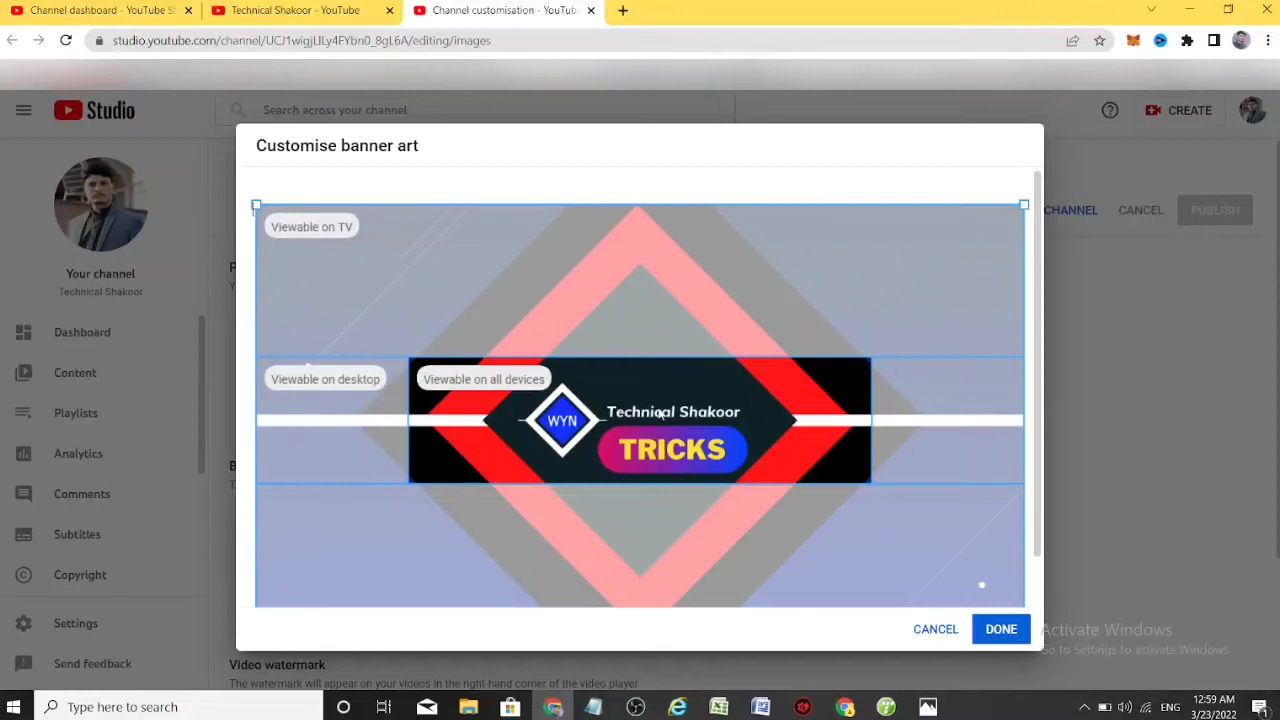 Channel dashboard - YouTube St
Technical Shakoor - YouTube
Channel customisation - YouTub
studio.youtube.com/channel/UCJ1wigjLlLy4FYbn0_8gL6A/editing/images
Studio
Search across your channel
CREATE
Customise banner art
CHANNEL
CANCEL
PUBLISH
Viewable on TV
Your channel
Technical Shakoor
Dashboard
Content
Playlists
Analytics
Comments
Subtitles
Copyright
Settings
Send feedback
Viewable on desktop
Viewable on all devices
WYN
Technical Shakoor
TRICKS
CANCEL
DONE
Activate Windows
Go to Settings to activate Windows.
Video watermark
The watermark will appear on your videos in the right-hand corner of the video player.
Type here to search
ENG
12:59 AM
3/23/2022